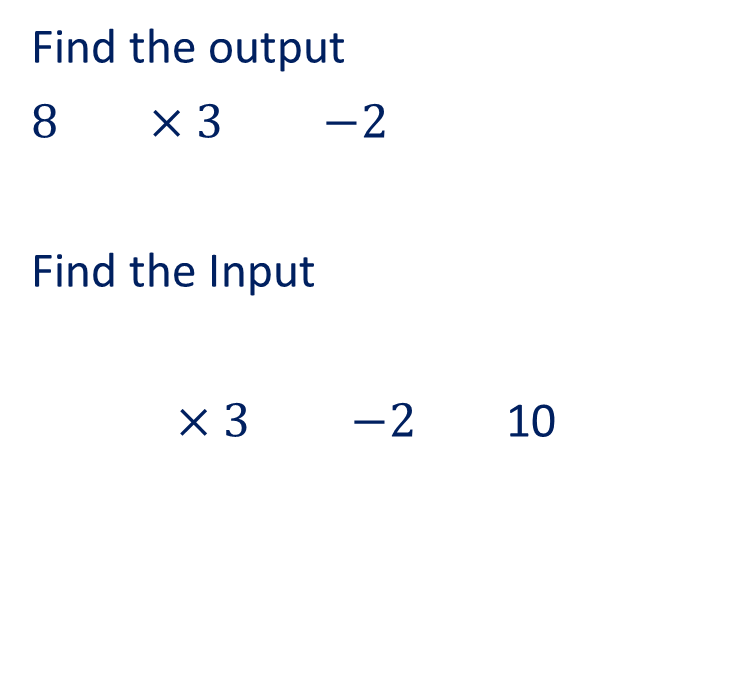 Find the output
8 × 3 −2
Find the Input
× 3 −2 10